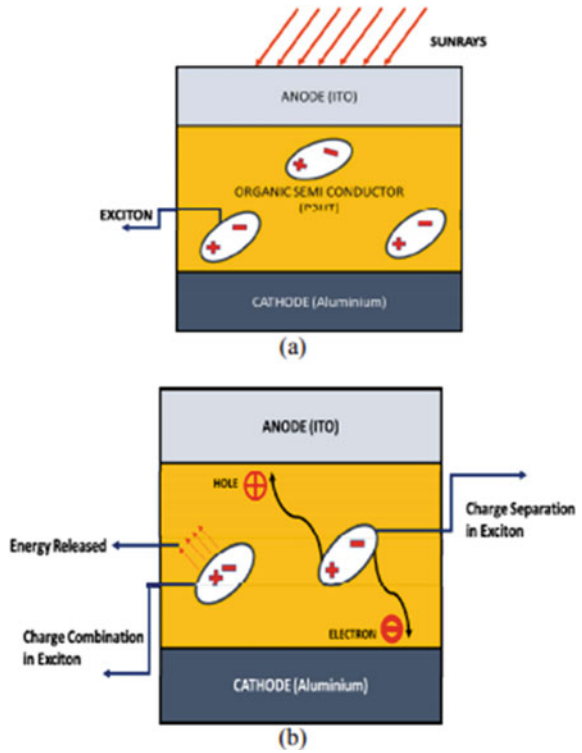 SUNRAYS
ANODE (ITO)
ORGANIC SEMI CONDUCTOR
EXCITON
CATHODE (Aluminium)
(a)
ANODE (ITO)
HOLE
Charge Separation
in Exciton
Energy Released
Charge Combination
in Exciton
ELECTRON
CATHODE (Aluminium)
(b)